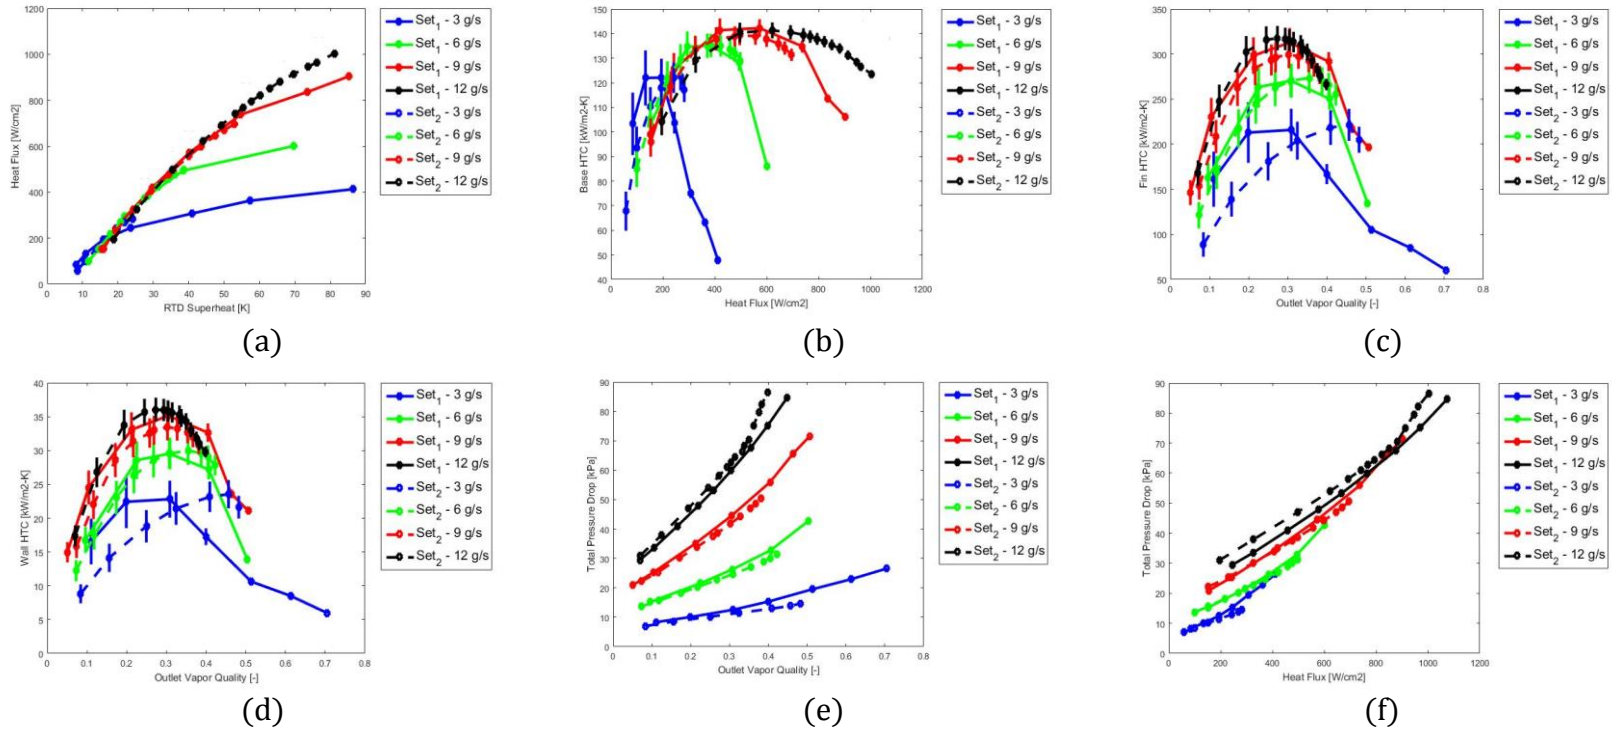 1200
1000
800
600
400
200
0
0 10 20 30 40 50 60 70 80 90
Heat Flux [W/cm2]
RTD Superheat [K]
Set1 - 3 g/s
Set1 - 6 g/s
Set1 - 9 g/s
Set1 - 12 g/s
Set2 - 3 g/s
Set2 - 6 g/s
Set2 - 9 g/s
Set2 - 12 g/s
(a)
150
140
130
120
110
100
90
80
70
60
50
40
0 200 400 600 800 1000 1200
Base HTC [kW/m2-K]
Heat Flux [W/cm2]
Set1 - 3 g/s
Set1 - 6 g/s
Set1 - 9 g/s
Set1 - 12 g/s
Set2 - 3 g/s
Set2 - 6 g/s
Set2 - 9 g/s
Set2 - 12 g/s
(b)
350
300
250
200
150
100
50
0 0.1 0.2 0.3 0.4 0.5 0.6 0.7 0.8
Fin HTC [kW/m2-K]
Outlet Vapor Quality [-]
Set1 - 3 g/s
Set1 - 6 g/s
Set1 - 9 g/s
Set1 - 12 g/s
Set2 - 3 g/s
Set2 - 6 g/s
Set2 - 9 g/s
Set2 - 12 g/s
(c)
40
35
30
25
20
15
10
5
0
0 0.1 0.2 0.3 0.4 0.5 0.6 0.7 0.8
Wall HTC [kW/m2-K]
Outlet Vapor Quality [-]
Set1 - 3 g/s
Set1 - 6 g/s
Set1 - 9 g/s
Set1 - 12 g/s
Set2 - 3 g/s
Set2 - 6 g/s
Set2 - 9 g/s
Set2 - 12 g/s
(d)
90
80
70
60
50
40
30
20
10
0
0 0.1 0.2 0.3 0.4 0.5 0.6 0.7 0.8
Total Pressure Drop [kPa]
Outlet Vapor Quality [-]
Set1 - 3 g/s
Set1 - 6 g/s
Set1 - 9 g/s
Set1 - 12 g/s
Set2 - 3 g/s
Set2 - 6 g/s
Set2 - 9 g/s
Set2 - 12 g/s
(e)
90
80
70
60
50
40
30
20
10
0
0 200 400 600 800 1000 1200
Total Pressure Drop [kPa]
Heat Flux [W/cm2]
Set1 - 3 g/s
Set1 - 6 g/s
Set1 - 9 g/s
Set1 - 12 g/s
Set2 - 3 g/s
Set2 - 6 g/s
Set2 - 9 g/s
Set2 - 12 g/s
(f)